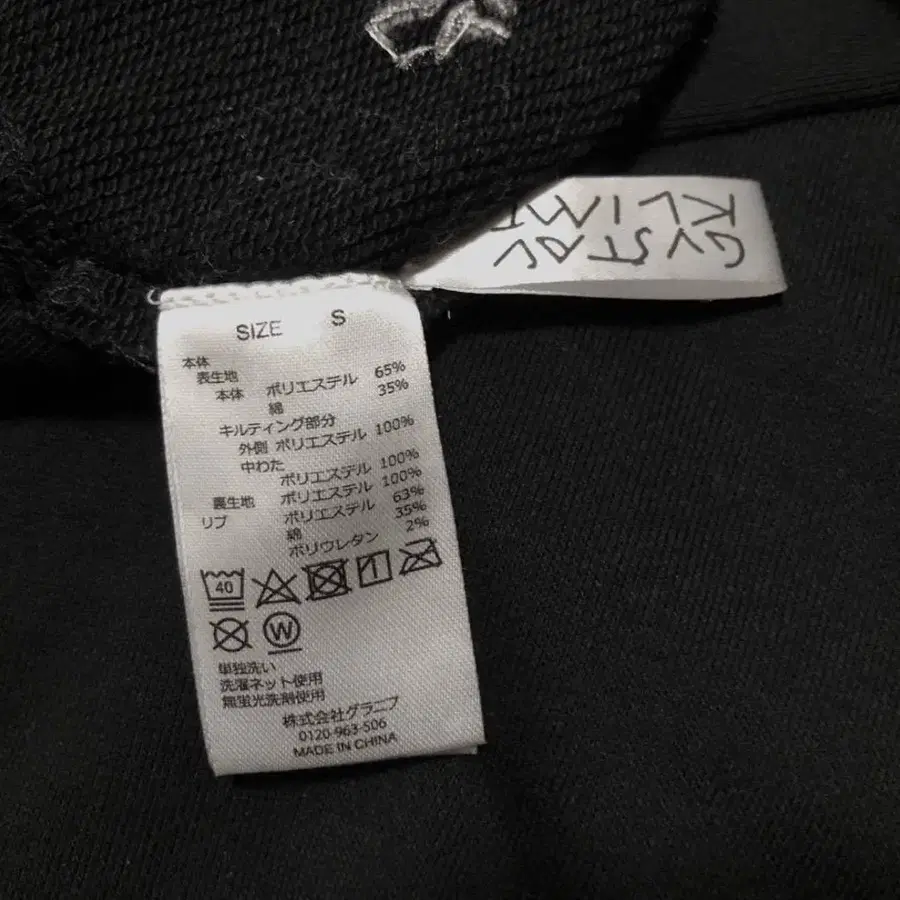 GVSTAV
KLIMT
SIZE S
本体
表生地
本体 ポリエステル 65%
綿 35%
キルティング部分
外側 ポリエステル 100%
中わた
ポリエステル 100%
裏生地 ポリエステル 100%
リブ ポリエステル 63%
綿 35%
ポリウレタン 2%
40
W
単独洗い
洗濯ネット使用
無蛍光洗剤使用
株式会社グラニフ
0120-963-506
MADE IN CHINA